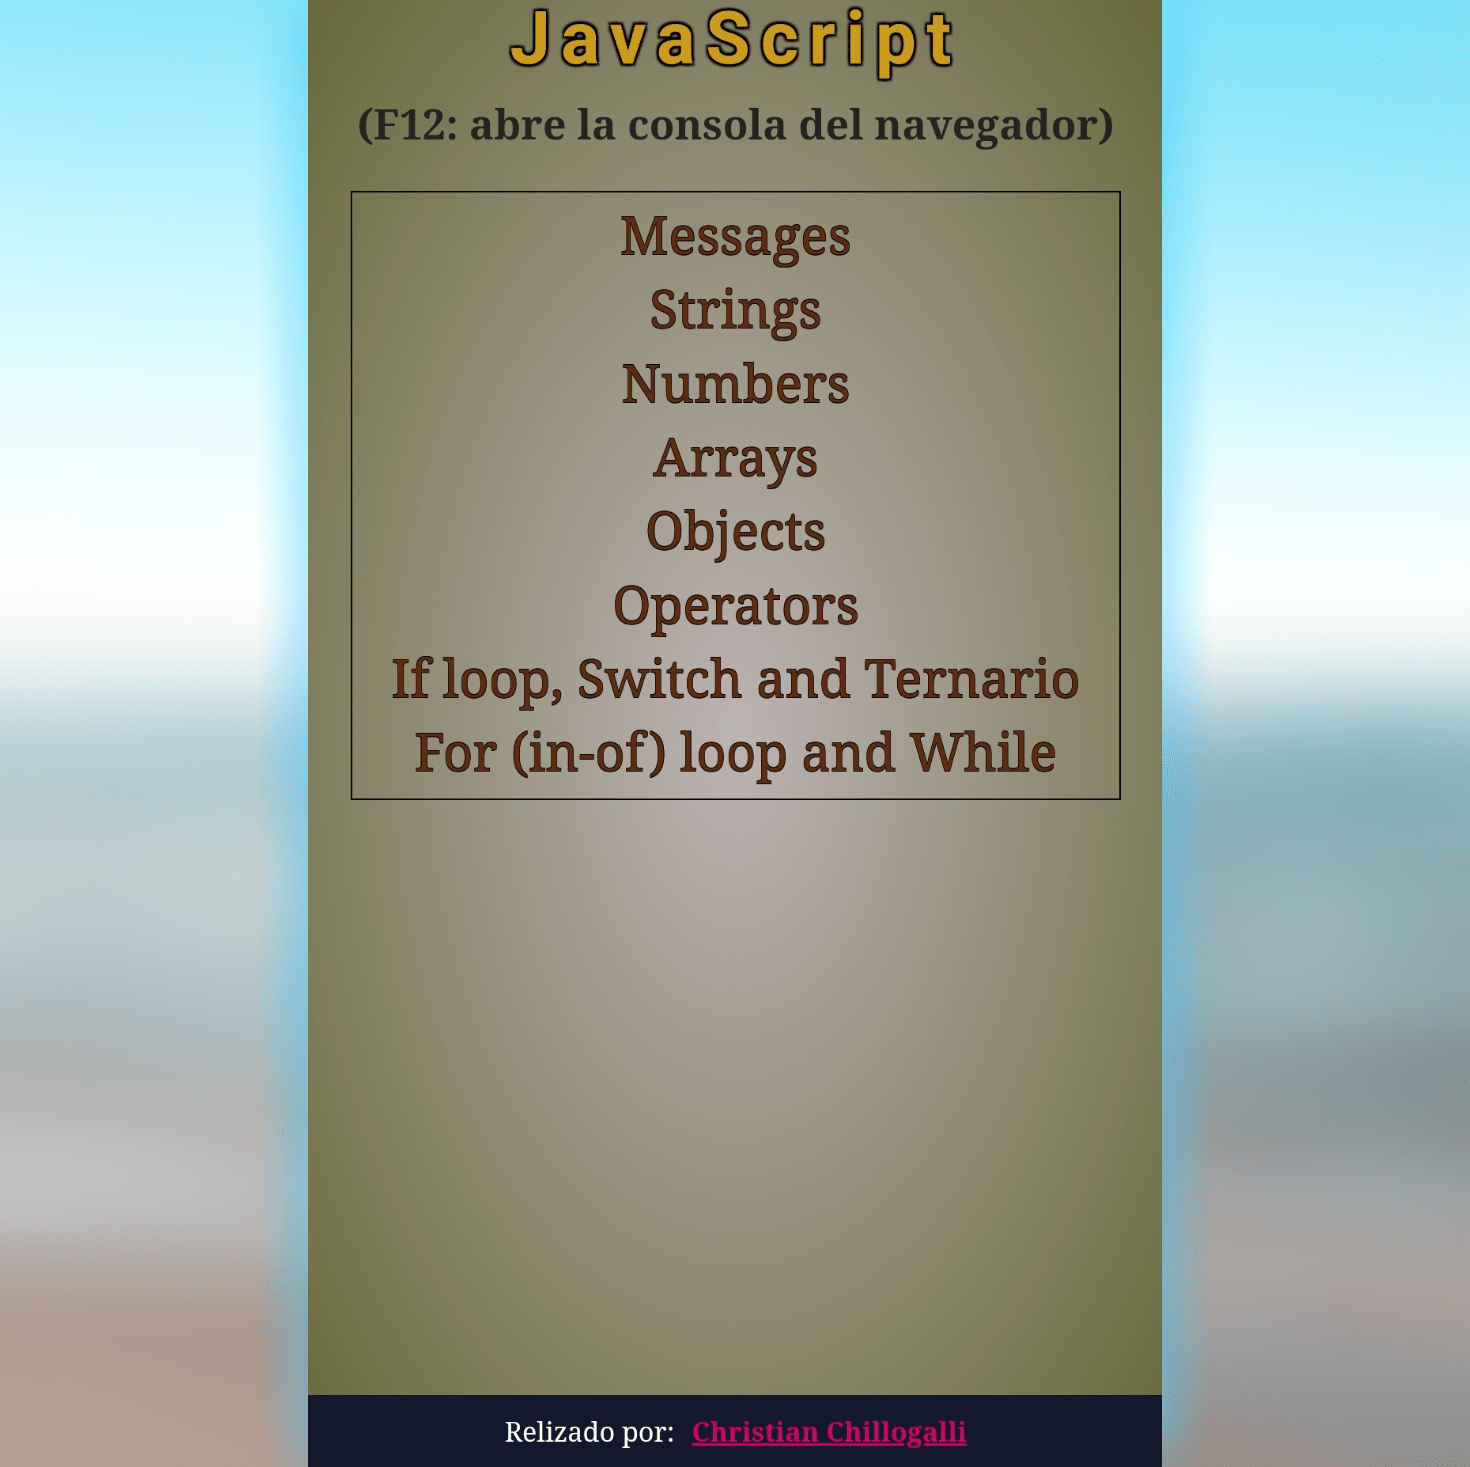 JavaScript
(F12: abre la consola del navegador)
Messages
Strings
Numbers
Arrays
Objects
Operators
If loop, Switch and Ternario
For (in-of) loop and While
Relizado por: Christian Chillogalli